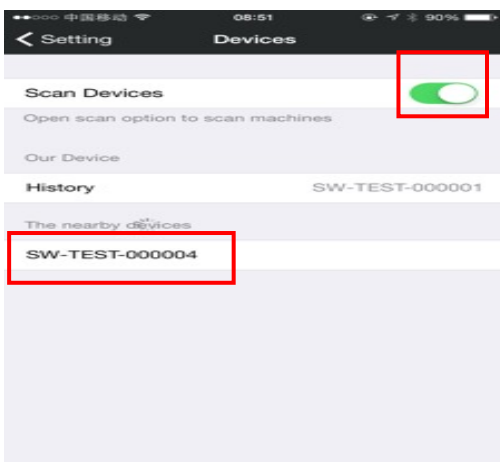 中国移动 08:51 90%
Setting Devices
Scan Devices
Open scan option to scan machines
Our Device
History SW-TEST-000001
The nearby devices
SW-TEST-000004